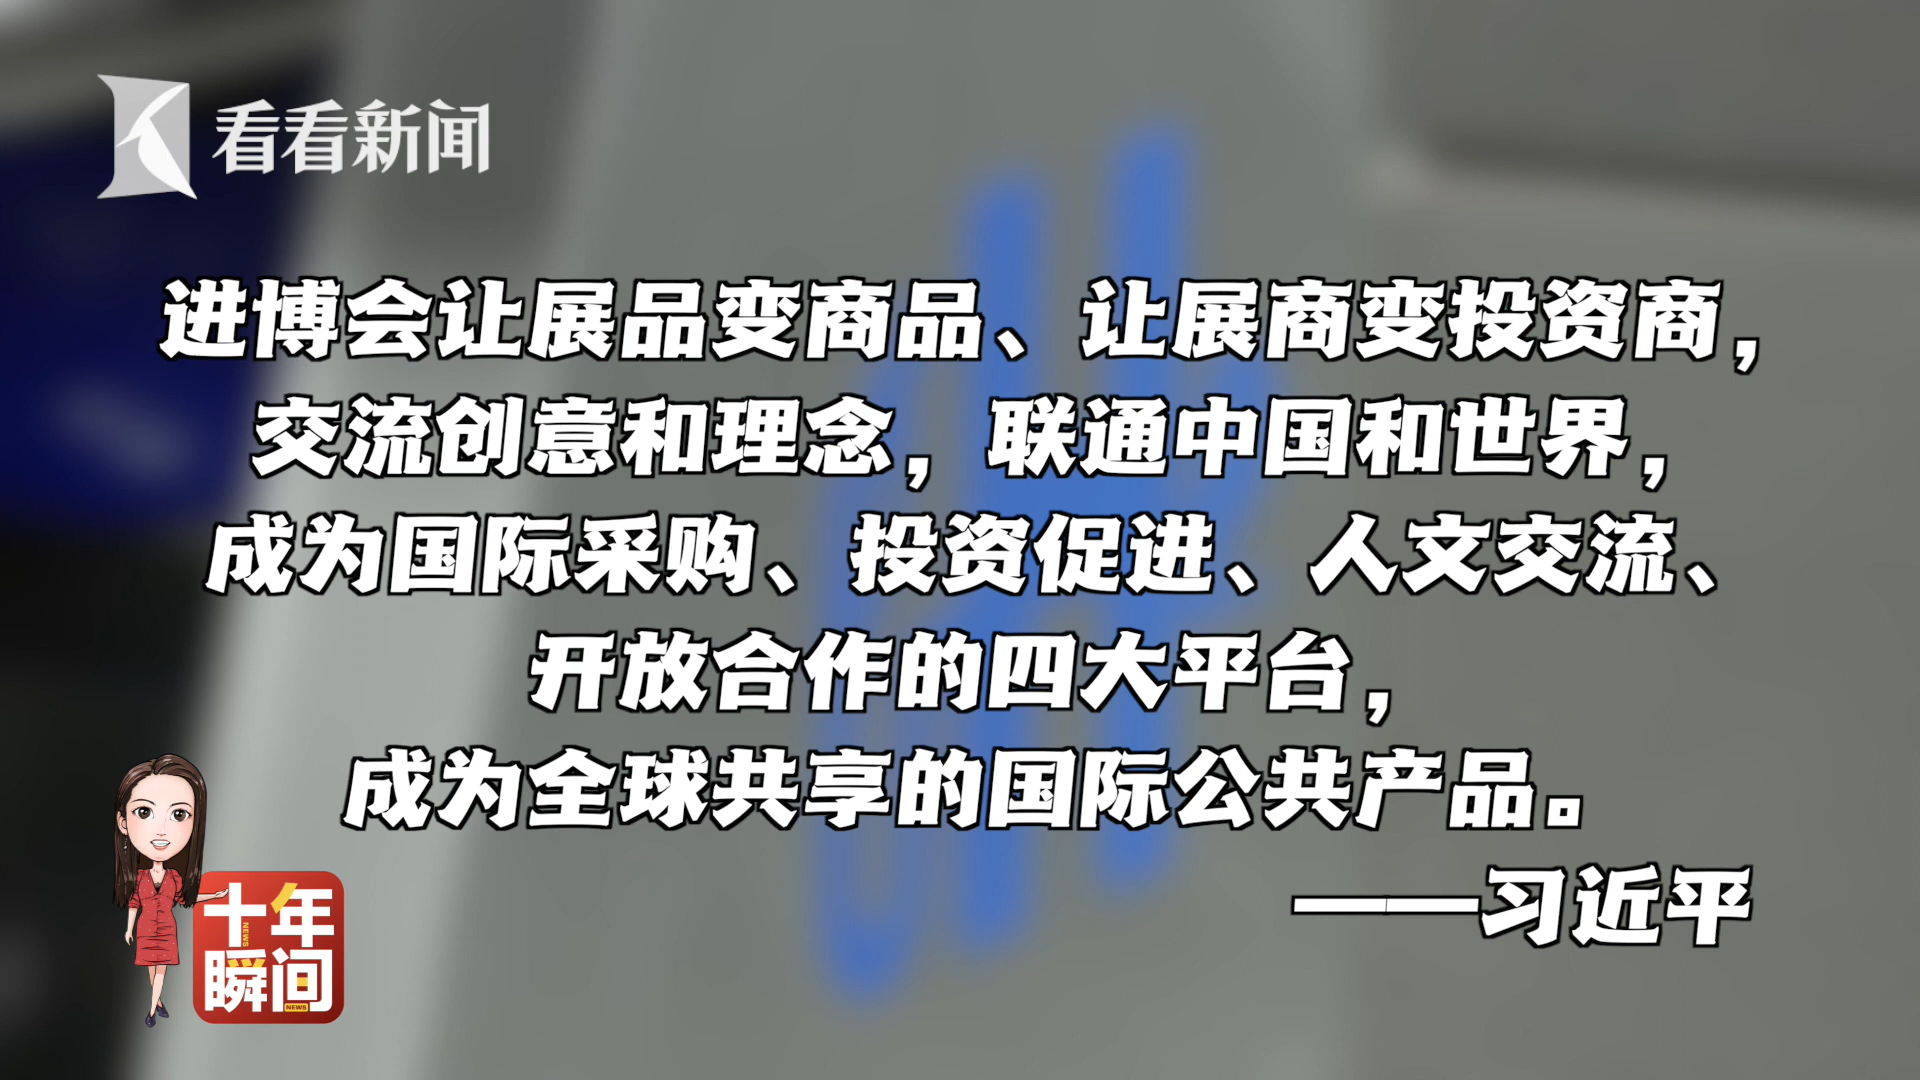 看看新闻
进博会让展品变商品、让展商变投资商，
交流创意和理念，联通中国和世界，
成为国际采购、投资促进、人文交流、
开放合作的四大平台，
成为全球共享的国际公共产品。
——习近平
十年
NEWS
瞬间
NEWS